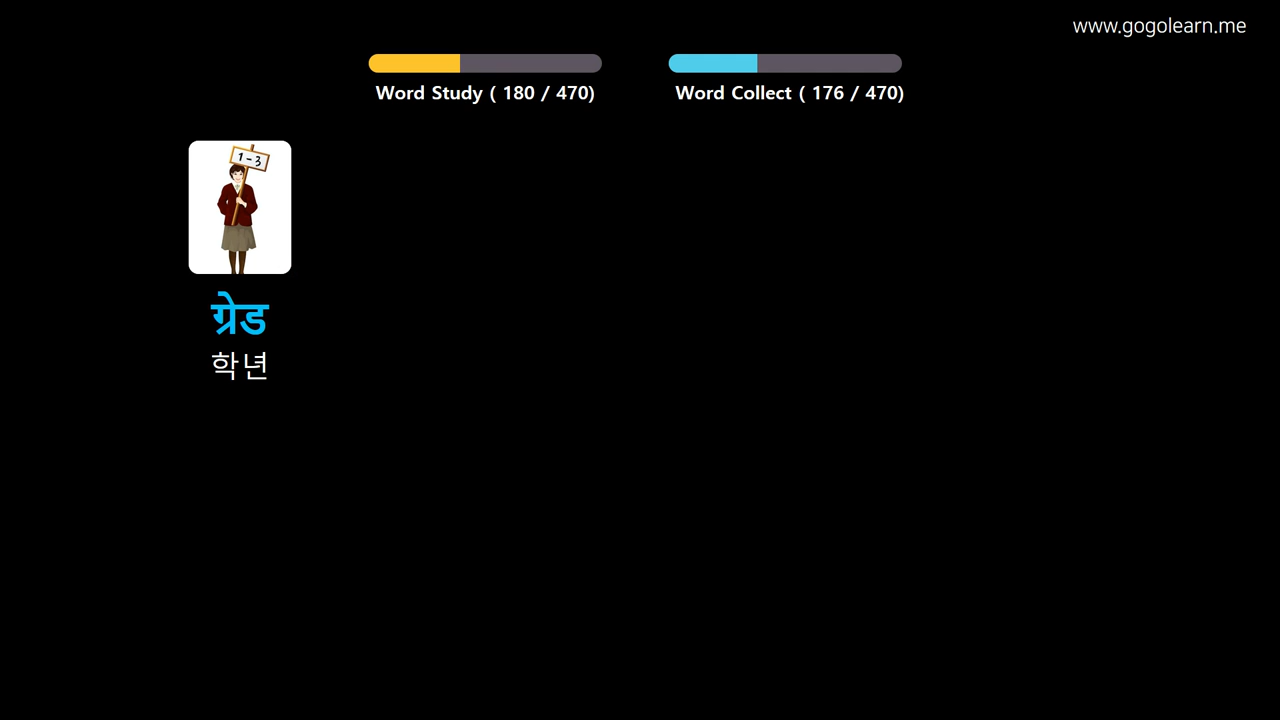 www.gogolearn.me
Word Study ( 180 / 470)
Word Collect ( 176 / 470)
1-3
ग्रेड
학년